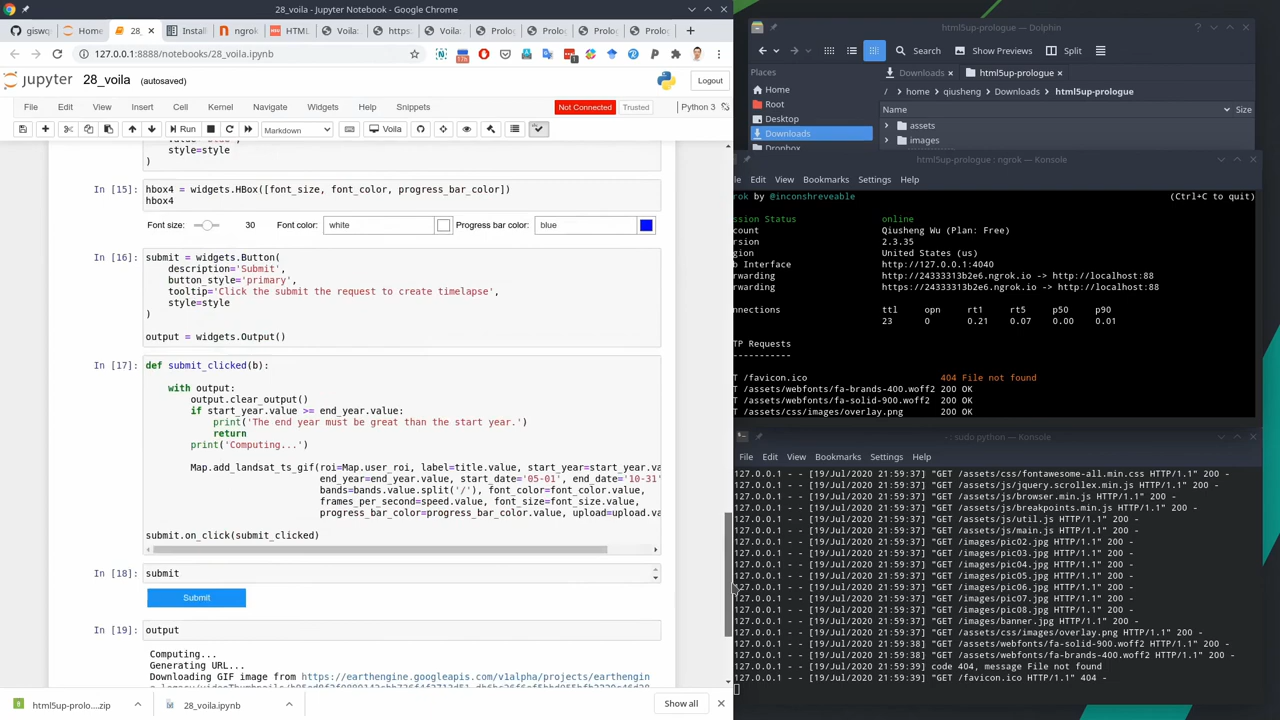 28_voila - Jupyter Notebook - Google Chrome
giswq Home 28_ Install ngrok HTML Voila: https: Voila: Prolog Prolo Prolog Prolo
127.0.0.1:8888/notebooks/28_voila.ipynb
jupyter 28_voila (autosaved) Logout
File Edit View Insert Cell Kernel Navigate Widgets Help Snippets Not Connected Trusted Python 3
Run Markdown Voila
style=style
)
In [15]: hbox4 = widgets.HBox([font_size, font_color, progress_bar_color])
hbox4
Font size: 30 Font color: white Progress bar color: blue
In [16]: submit = widgets.Button(
description='Submit',
button_style='primary',
tooltip='Click the submit the request to create timelapse',
style=style
)
output = widgets.Output()
In [17]: def submit_clicked(b):
with output:
output.clear_output()
if start_year.value >= end_year.value:
print('The end year must be great than the start year.')
return
print('Computing...')
Map.add_landsat_ts_gif(roi=Map.user_roi, label=title.value, start_year=start_year.va
end_year=end_year.value, start_date='05-01', end_date='10-31'
bands=bands.value.split('/'), font_color=font_color.value,
frames_per_second=speed.value, font_size=font_size.value,
progress_bar_color=progress_bar_color.value, upload=upload.va
submit.on_click(submit_clicked)
In [18]: submit
Submit
In [19]: output
Computing...
Generating URL...
Downloading GIF image from https://earthengine.googleapis.com/v1alpha/projects/earthengin
jupyter-prolo....zip 28_voila.ipynb Show all
html5up-prologue — Dolphin
Search Show Previews Split
Places Downloads html5up-prologue
Home / home qiusheng Downloads html5up-prologue
Root Name Size
Desktop assets
Downloads images
Dropbox
html5up-prologue : ngrok — Konsole
le Edit View Bookmarks Settings Help
rok by @inconshreveable (Ctrl+C to quit)
ssion Status online
count Qiusheng Wu (Plan: Free)
rsion 2.3.35
gion United States (us)
b Interface http://127.0.0.1:4040
rwarding http://24333313b2e6.ngrok.io -> http://localhost:88
rwarding https://24333313b2e6.ngrok.io -> http://localhost:88
nnections ttl opn rt1 rt5 p50 p90
23 0 0.21 0.07 0.00 0.01
TP Requests
-----------
T /favicon.ico 404 File not found
T /assets/webfonts/fa-brands-400.woff2 200 OK
T /assets/webfonts/fa-solid-900.woff2 200 OK
T /assets/css/images/overlay.png 200 OK
- : sudo python — Konsole
File Edit View Bookmarks Settings Help
127.0.0.1 - - [19/Jul/2020 21:59:37] "GET /assets/css/fontawesome-all.min.css HTTP/1.1" 200 -
127.0.0.1 - - [19/Jul/2020 21:59:37] "GET /assets/js/jquery.scrollex.min.js HTTP/1.1" 200 -
127.0.0.1 - - [19/Jul/2020 21:59:37] "GET /assets/js/browser.min.js HTTP/1.1" 200 -
127.0.0.1 - - [19/Jul/2020 21:59:37] "GET /assets/js/breakpoints.min.js HTTP/1.1" 200 -
127.0.0.1 - - [19/Jul/2020 21:59:37] "GET /assets/js/util.js HTTP/1.1" 200 -
127.0.0.1 - - [19/Jul/2020 21:59:37] "GET /assets/js/main.js HTTP/1.1" 200 -
127.0.0.1 - - [19/Jul/2020 21:59:37] "GET /images/pic02.jpg HTTP/1.1" 200 -
127.0.0.1 - - [19/Jul/2020 21:59:37] "GET /images/pic03.jpg HTTP/1.1" 200 -
127.0.0.1 - - [19/Jul/2020 21:59:37] "GET /images/pic04.jpg HTTP/1.1" 200 -
127.0.0.1 - - [19/Jul/2020 21:59:37] "GET /images/pic05.jpg HTTP/1.1" 200 -
127.0.0.1 - - [19/Jul/2020 21:59:37] "GET /images/pic06.jpg HTTP/1.1" 200 -
127.0.0.1 - - [19/Jul/2020 21:59:37] "GET /images/pic07.jpg HTTP/1.1" 200 -
127.0.0.1 - - [19/Jul/2020 21:59:37] "GET /images/pic08.jpg HTTP/1.1" 200 -
127.0.0.1 - - [19/Jul/2020 21:59:37] "GET /images/banner.jpg HTTP/1.1" 200 -
127.0.0.1 - - [19/Jul/2020 21:59:37] "GET /assets/css/images/overlay.png HTTP/1.1" 200 -
127.0.0.1 - - [19/Jul/2020 21:59:38] "GET /assets/webfonts/fa-solid-900.woff2 HTTP/1.1" 200 -
127.0.0.1 - - [19/Jul/2020 21:59:38] "GET /assets/webfonts/fa-brands-400.woff2 HTTP/1.1" 200 -
127.0.0.1 - - [19/Jul/2020 21:59:39] code 404, message File not found
127.0.0.1 - - [19/Jul/2020 21:59:39] "GET /favicon.ico HTTP/1.1" 404 -